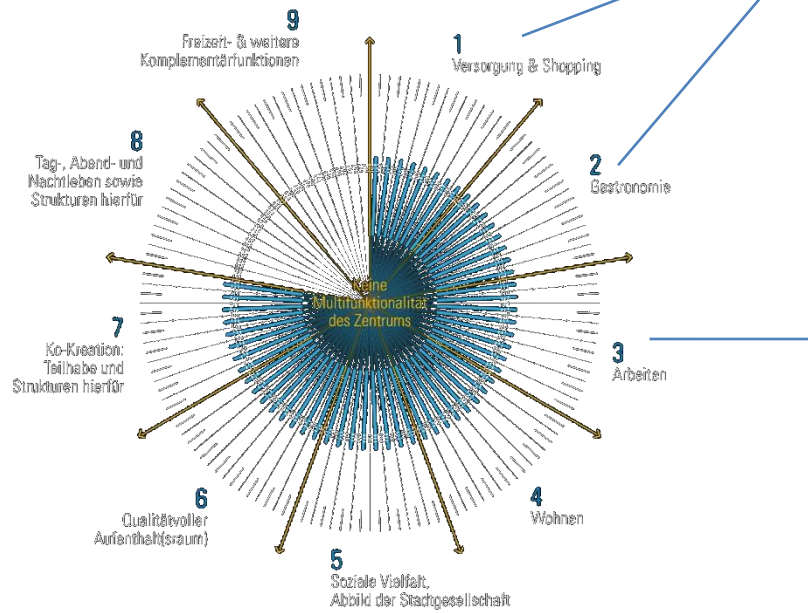 9
Freizeit- & weitere
Komplementärfunktionen
1
Versorgung & Shopping
8
Tag-, Abend- und
Nachtleben sowie
Strukturen hierfür
2
Gastronomie
Keine
Multifunktionalität
des Zentrums
7
Ko-Kreation:
Teilhabe und
Strukturen hierfür
3
Arbeiten
6
Qualitätvoller
Aufenthalt(sraum)
4
Wohnen
5
Soziale Vielfalt,
Abbild der Stadtgesellschaft